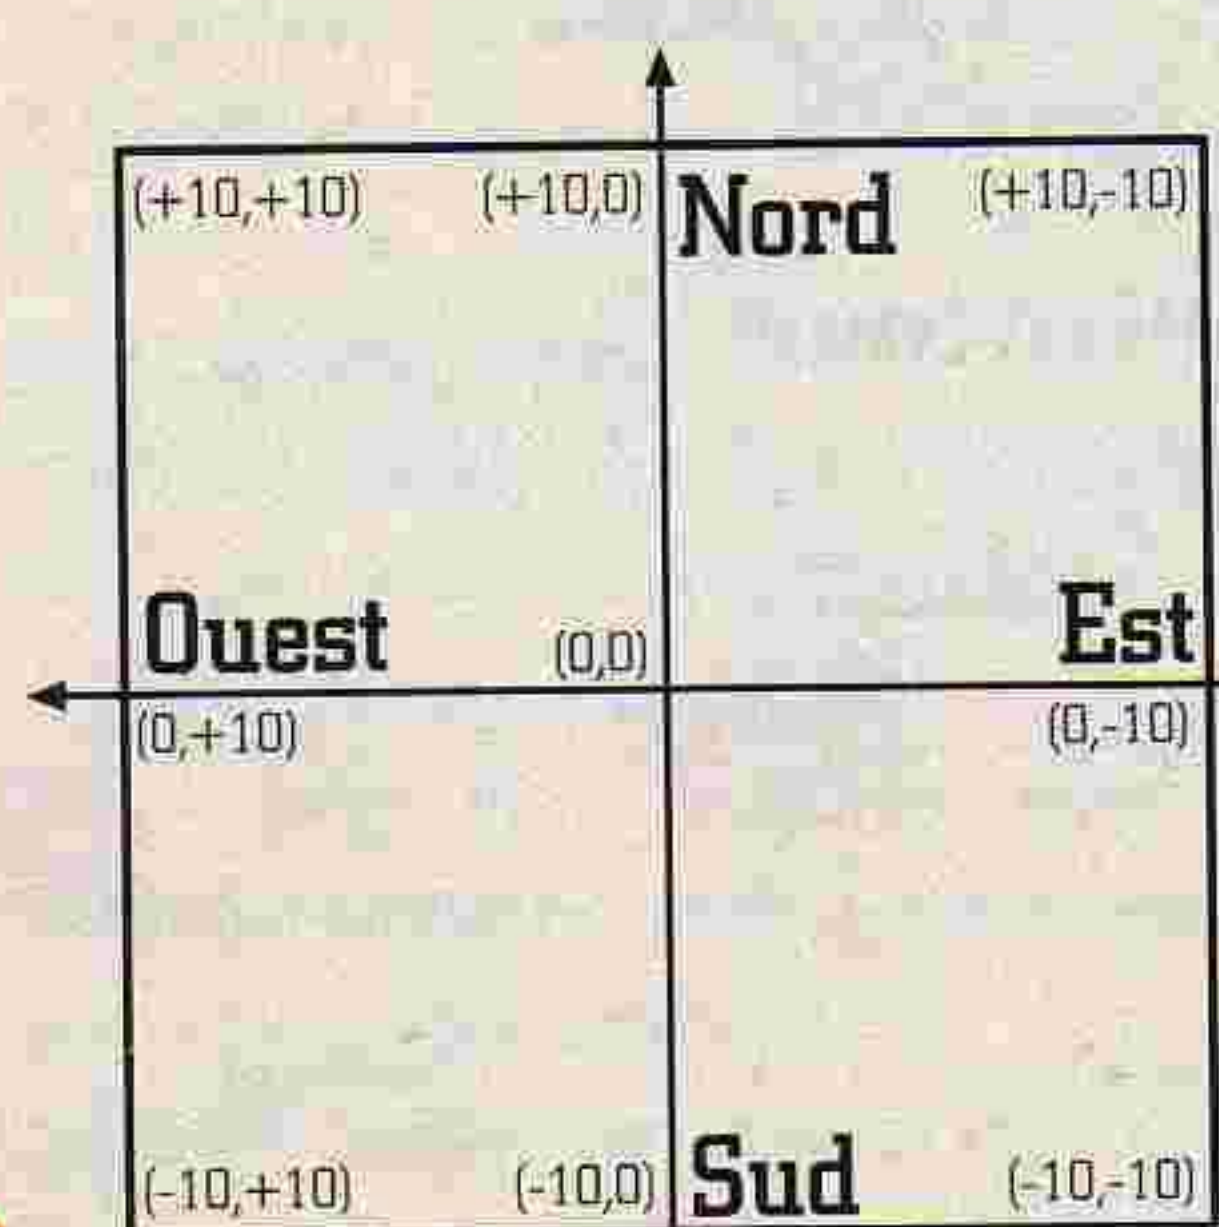 (+10,+10) (+10,0) Nord (+10,-10)
Ouest (0,0) Est
(0,+10) (0,-10)
(-10,+10) (-10,0) Sud (-10,-10)